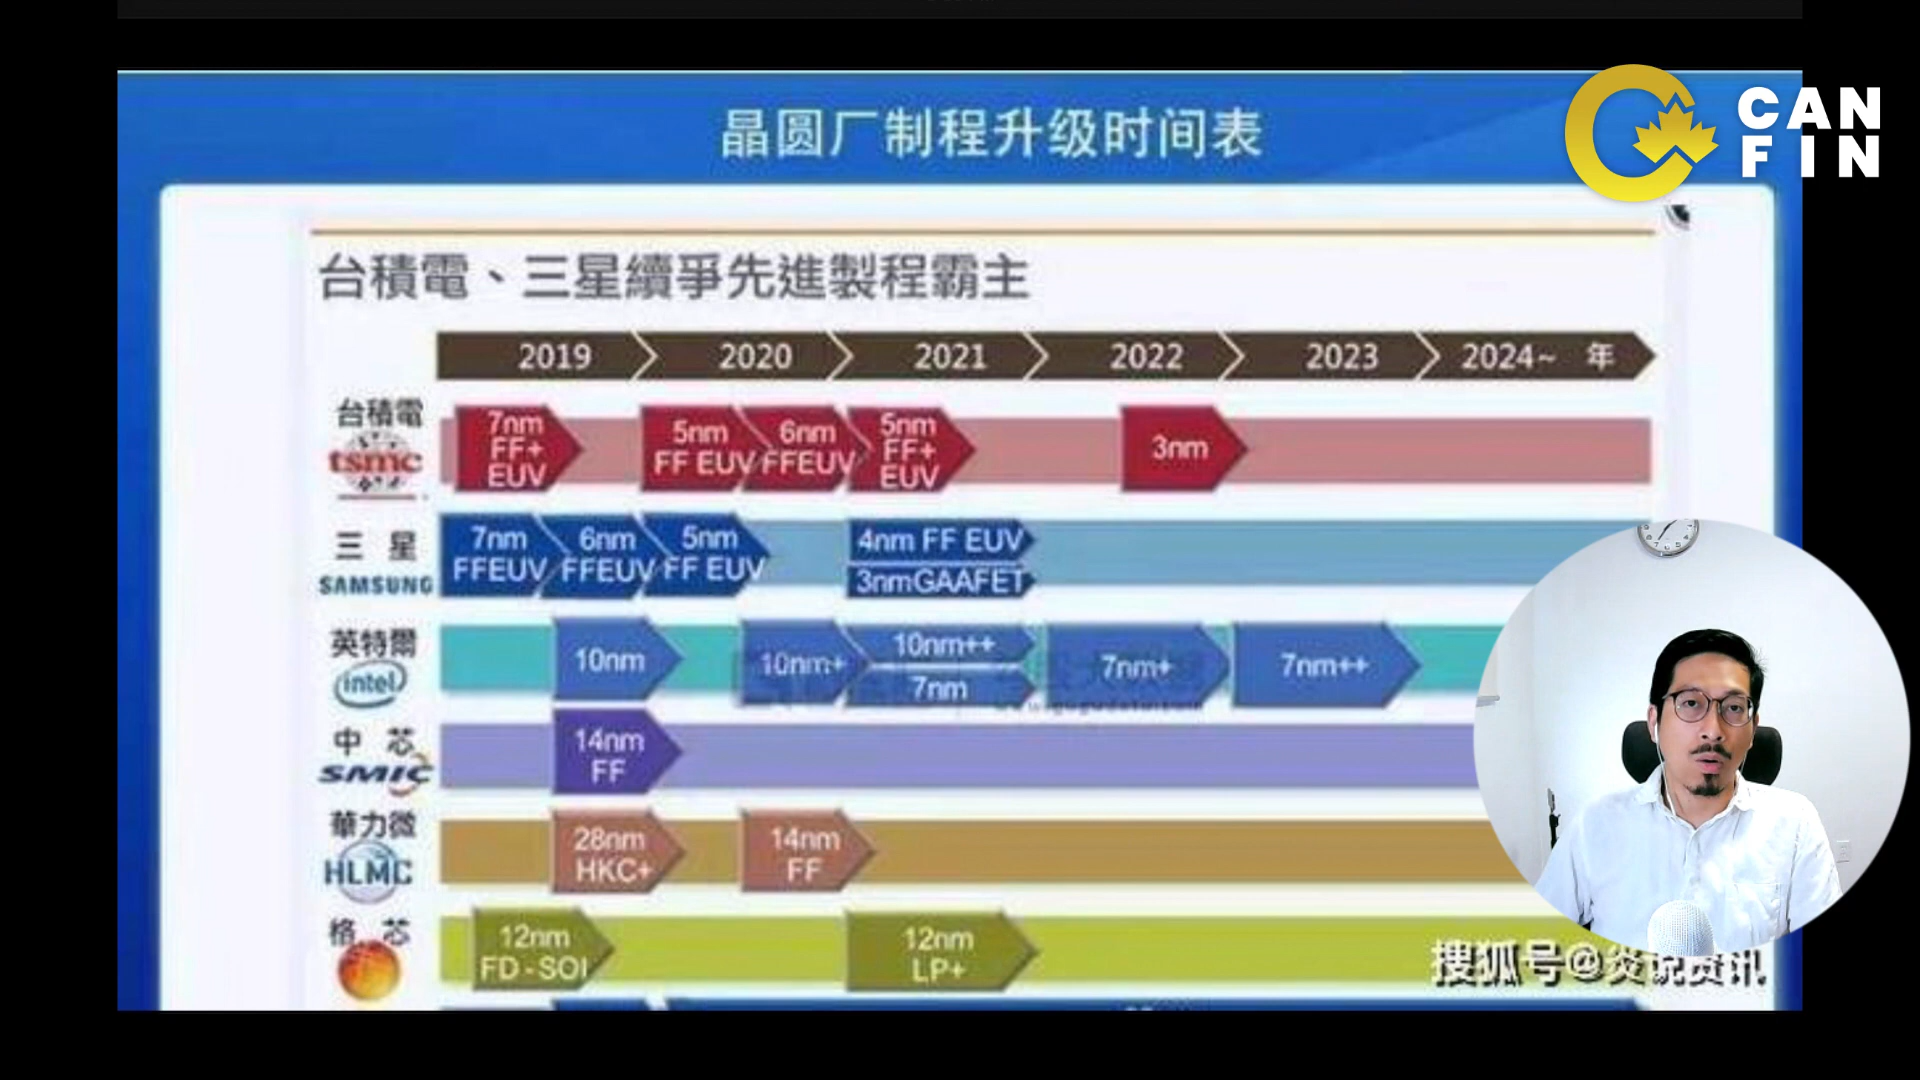 CAN
FIN
晶圆厂制程升级时间表
台積電、三星續爭先進製程霸主
2019 2020 2021 2022 2023 2024~ 年
台積電
tsmc
7nm
FF+
EUV
5nm
FF EUV
6nm
FFEUV
5nm
FF+
EUV
3nm
三 星
SAMSUNG
7nm
FFEUV
6nm
FFEUV
5nm
FF EUV
4nm FF EUV
3nmGAAFET
英特爾
intel
10nm
10nm+
10nm++
7nm
7nm+
7nm++
中 芯
SMIC
14nm
FF
華力微
HLMC
28nm
HKC+
14nm
FF
格 芯
12nm
FD-SOI
12nm
LP+
搜狐号@炎说资讯